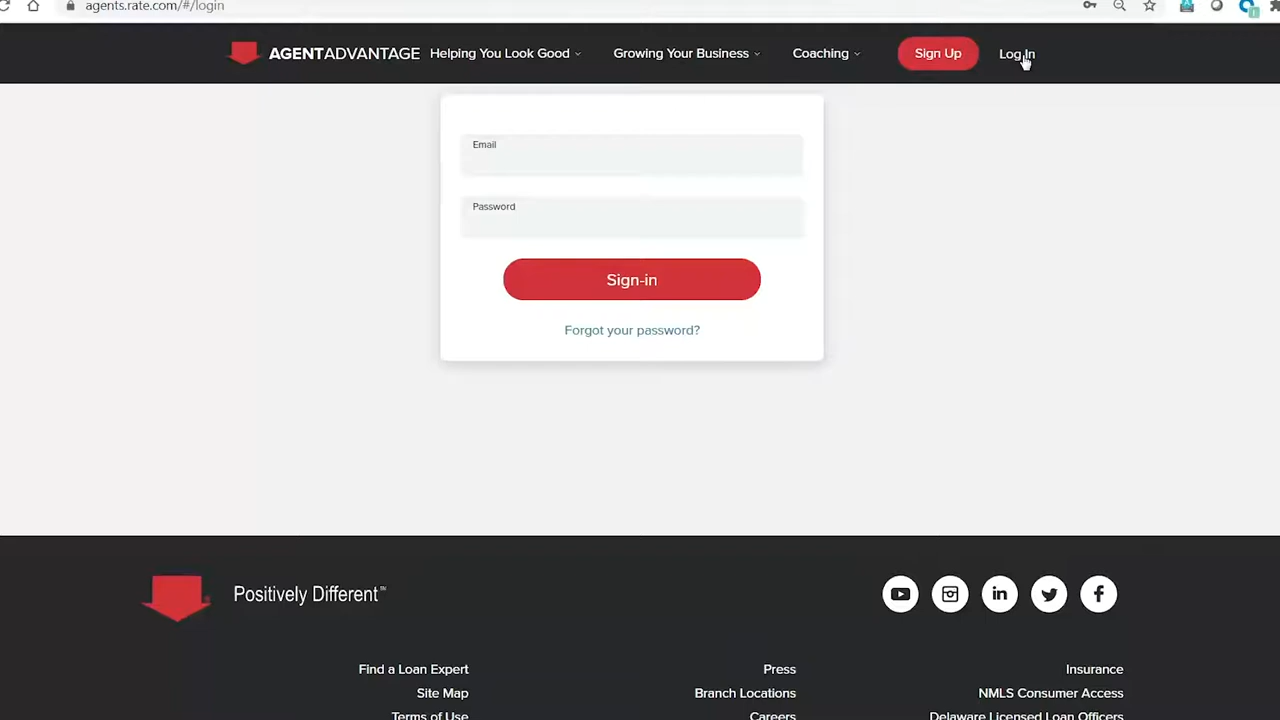 agents.rate.com/#/login
AGENTADVANTAGE Helping You Look Good Growing Your Business Coaching Sign Up Log In
Email
Password
Sign-in
Forgot your password?
Positively Different™
Find a Loan Expert Press Insurance
Site Map Branch Locations NMLS Consumer Access
Terms of Use Careers Delaware Licensed Loan Officers